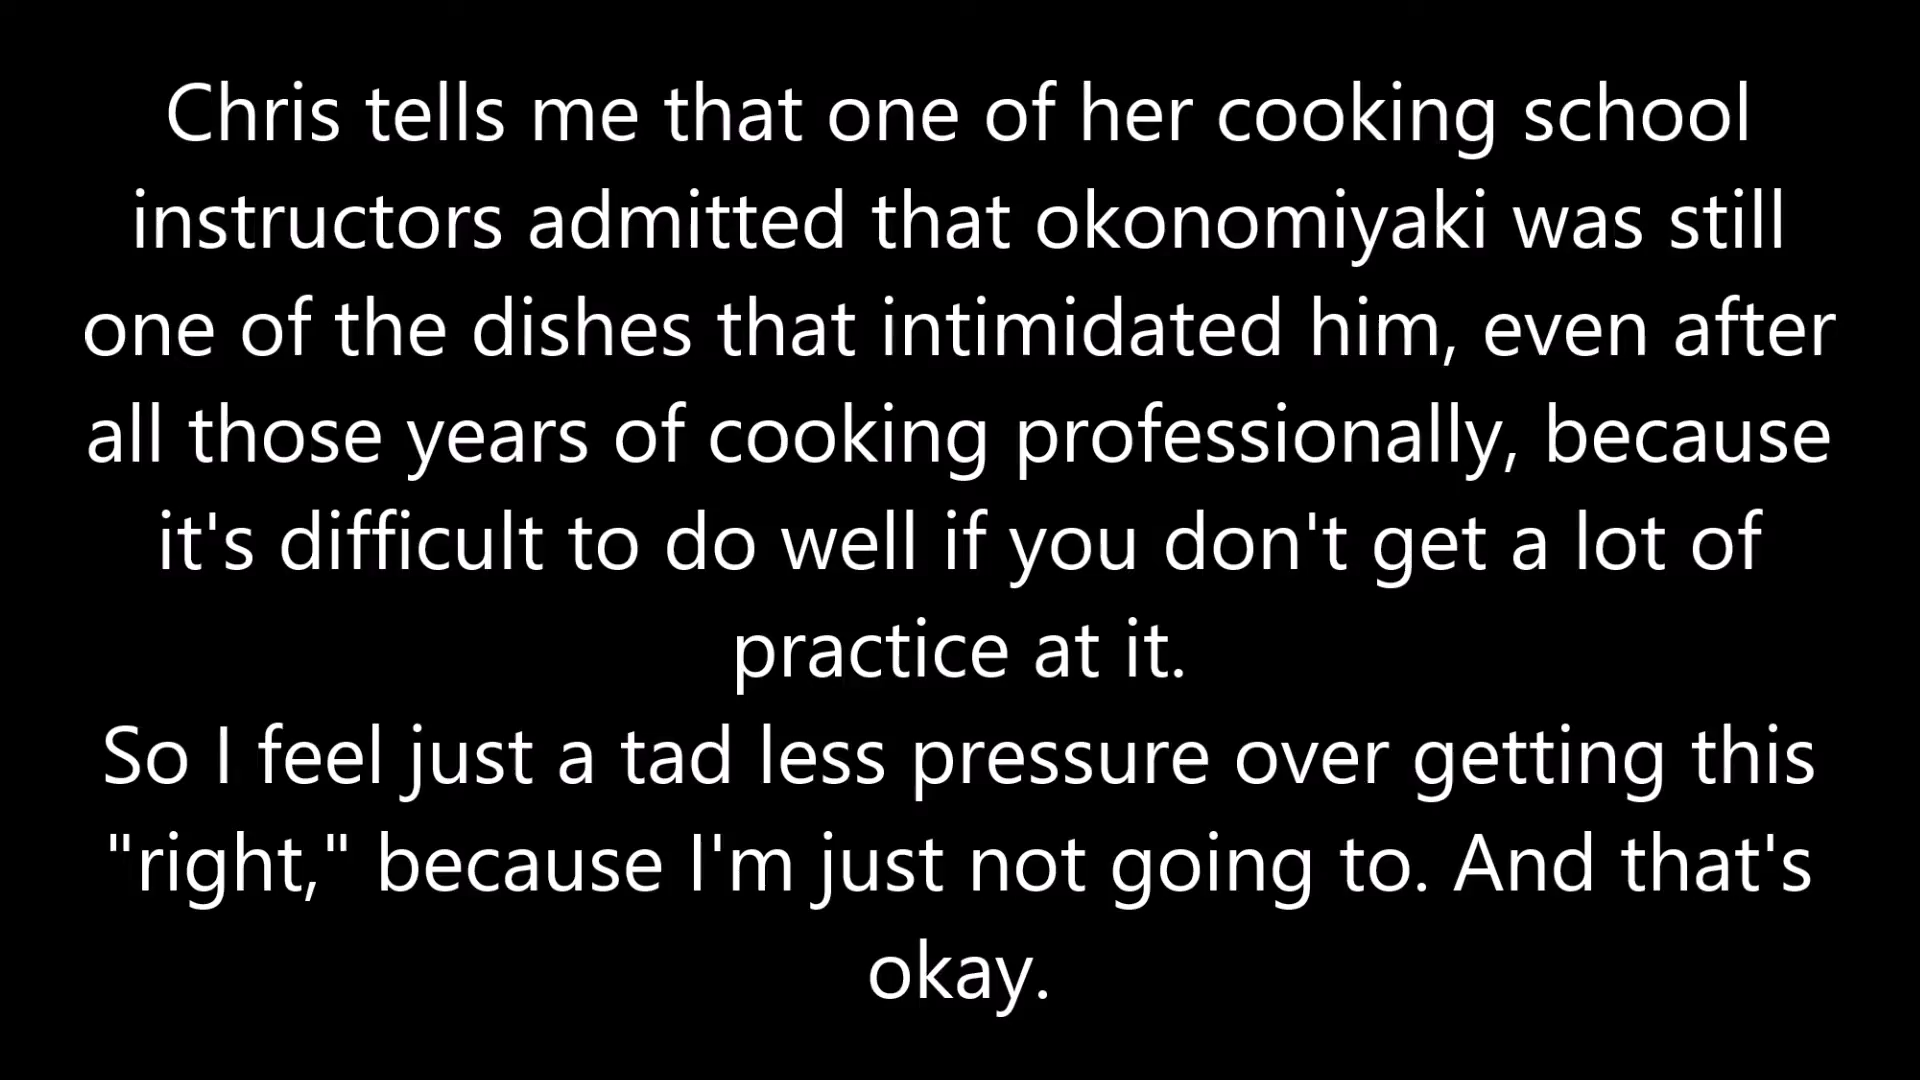 Chris tells me that one of her cooking school
instructors admitted that okonomiyaki was still
one of the dishes that intimidated him, even after
all those years of cooking professionally, because
it's difficult to do well if you don't get a lot of
practice at it.
So I feel just a tad less pressure over getting this
"right," because I'm just not going to. And that's
okay.